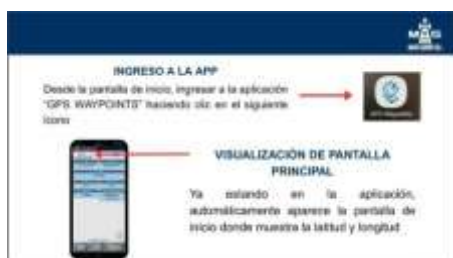 INGRESO A LA APP
Desde la pantalla de inicio, ingresar a la aplicación
"GPS WAYPOINTS" haciendo clic en el siguiente
icono
VISUALIZACIÓN DE PANTALLA
PRINCIPAL
Ya estando en la aplicación,
automáticamente aparece la pantalla de
inicio donde muestra la latitud y longitud